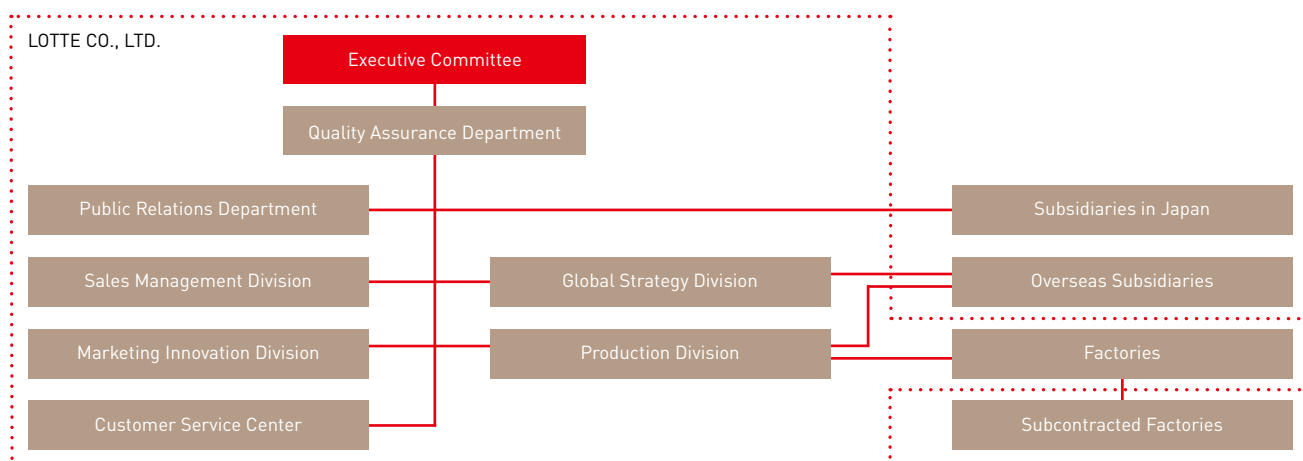 LOTTE CO., LTD.
Executive Committee
Quality Assurance Department
Public Relations Department
Subsidiaries in Japan
Sales Management Division
Global Strategy Division
Overseas Subsidiaries
Marketing Innovation Division
Production Division
Factories
Customer Service Center
Subcontracted Factories